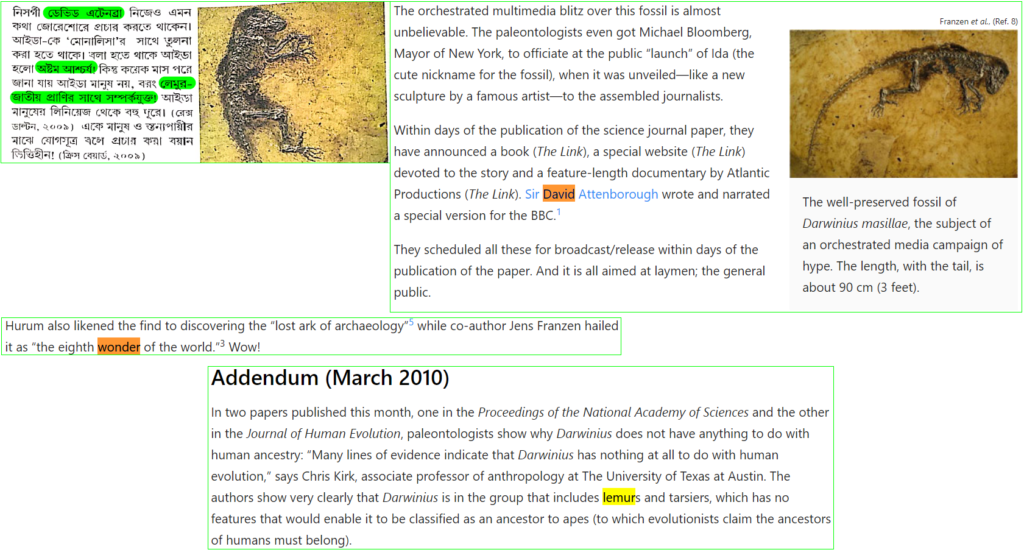 নিসর্গী ডেভিড এটেনব্রা নিজেও এমন
কথা জোরেশোরে প্রচার করতে থাকেন।
আইডা-কে ‘মোনালিসা’র সাথে তুলনা
করা হতে থাকে। বলা হতে থাকে আইডা
হলো অষ্টম আশ্চর্য! কিন্তু কয়েক মাস পরে
জানা যায় আইডা মানুষ নয়, বরং লেমুর-
জাতীয় প্রাণির সাথে সম্পর্কযুক্ত! আইডা
মানুষের লিনিয়েজ থেকে বহু দূরে। (রেক্স
ডাল্টন, ২০০৯) একে মানুষ ও স্তন্যপায়ীর
মাঝে যোগসূত্র বলে প্রচার করা বয়ান
ভিত্তিহীন! (ক্রিস বেয়ার্ড, ২০০৯)
The orchestrated multimedia blitz over this fossil is almost
unbelievable. The paleontologists even got Michael Bloomberg,
Mayor of New York, to officiate at the public “launch” of Ida (the
cute nickname for the fossil), when it was unveiled—like a new
sculpture by a famous artist—to the assembled journalists.
Within days of the publication of the science journal paper, they
have announced a book (The Link), a special website (The Link)
devoted to the story and a feature-length documentary by Atlantic
Productions (The Link). Sir David Attenborough wrote and narrated
a special version for the BBC.1
They scheduled all these for broadcast/release within days of the
publication of the paper. And it is all aimed at laymen; the general
public.
Franzen et al.. (Ref. 8)
The well-preserved fossil of
Darwinius masillae, the subject of
an orchestrated media campaign of
hype. The length, with the tail, is
about 90 cm (3 feet).
Hurum also likened the find to discovering the “lost ark of archaeology”5 while co-author Jens Franzen hailed
it as “the eighth wonder of the world.”3 Wow!
Addendum (March 2010)
In two papers published this month, one in the Proceedings of the National Academy of Sciences and the other
in the Journal of Human Evolution, paleontologists show why Darwinius does not have anything to do with
human ancestry: “Many lines of evidence indicate that Darwinius has nothing at all to do with human
evolution,” says Chris Kirk, associate professor of anthropology at The University of Texas at Austin. The
authors show very clearly that Darwinius is in the group that includes lemurs and tarsiers, which has no
features that would enable it to be classified as an ancestor to apes (to which evolutionists claim the ancestors
of humans must belong).